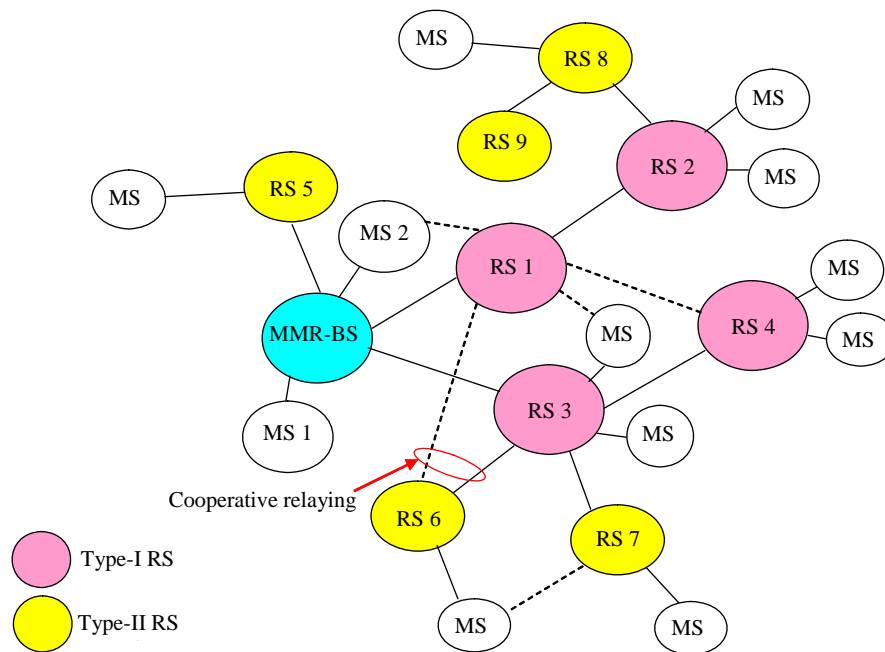 MS
RS 8
MS
RS 9
RS 2
MS
RS 5
MS
MS 2
RS 1
MS
RS 4
MMR-BS
MS
MS
RS 3
MS 1
MS
Cooperative relaying
RS 6
RS 7
Type-I RS
Type-II RS
MS
MS